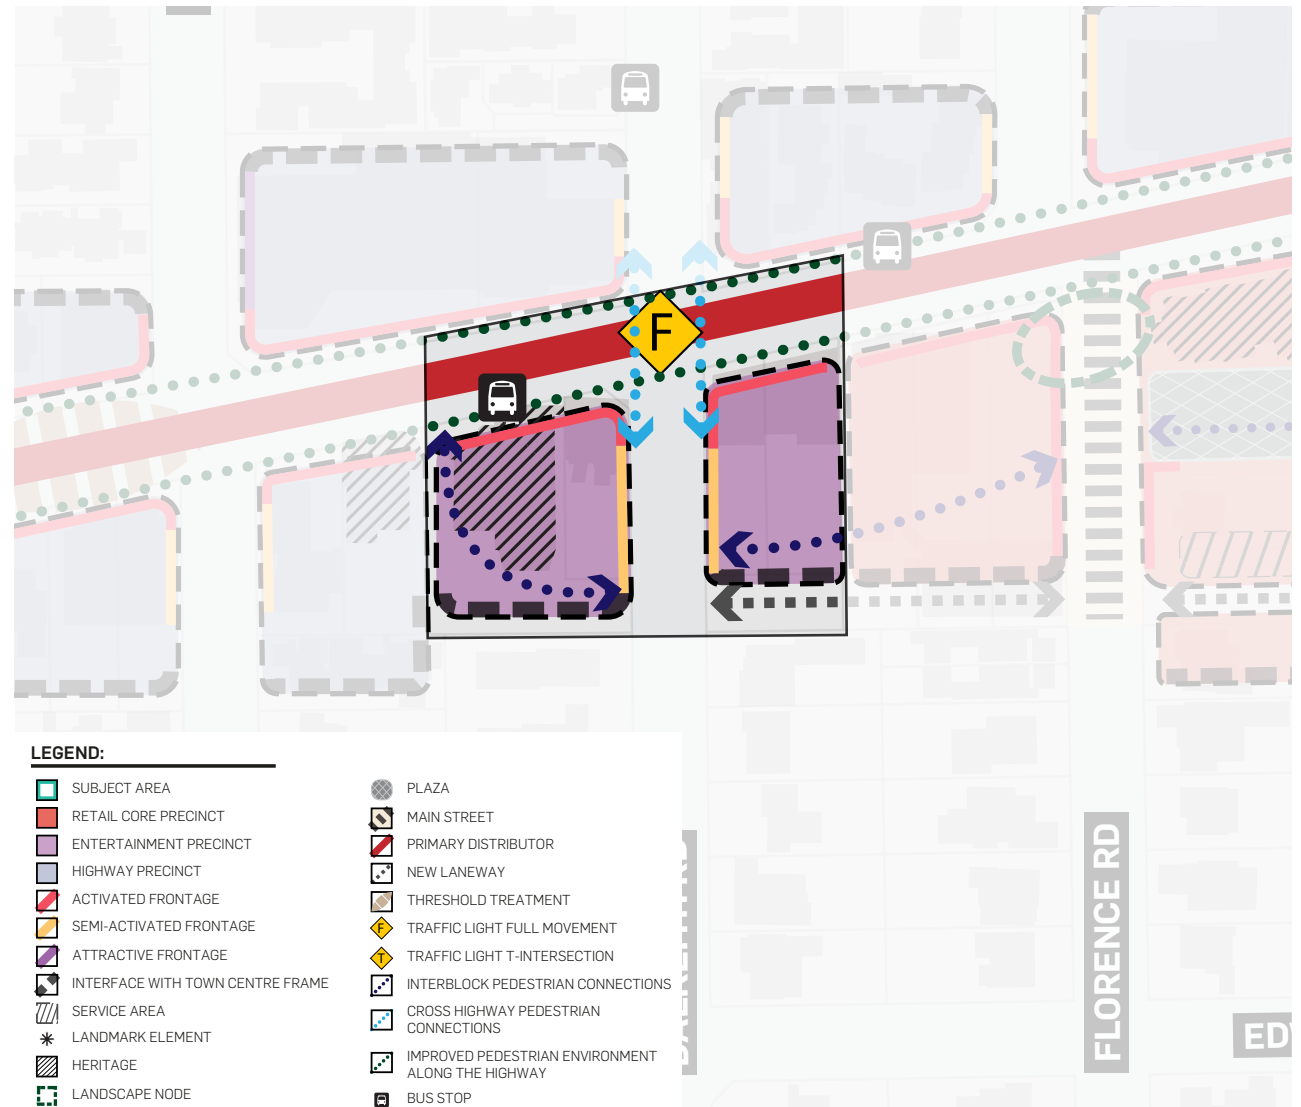 F
LEGEND:
SUBJECT AREA
RETAIL CORE PRECINCT
ENTERTAINMENT PRECINCT
HIGHWAY PRECINCT
ACTIVATED FRONTAGE
SEMI-ACTIVATED FRONTAGE
ATTRACTIVE FRONTAGE
INTERFACE WITH TOWN CENTRE FRAME
SERVICE AREA
LANDMARK ELEMENT
HERITAGE
LANDSCAPE NODE
PLAZA
MAIN STREET
PRIMARY DISTRIBUTOR
NEW LANEWAY
THRESHOLD TREATMENT
F TRAFFIC LIGHT FULL MOVEMENT
T TRAFFIC LIGHT T-INTERSECTION
INTERBLOCK PEDESTRIAN CONNECTIONS
CROSS HIGHWAY PEDESTRIAN
CONNECTIONS
IMPROVED PEDESTRIAN ENVIRONMENT
ALONG THE HIGHWAY
BUS STOP
FLORENCE RD